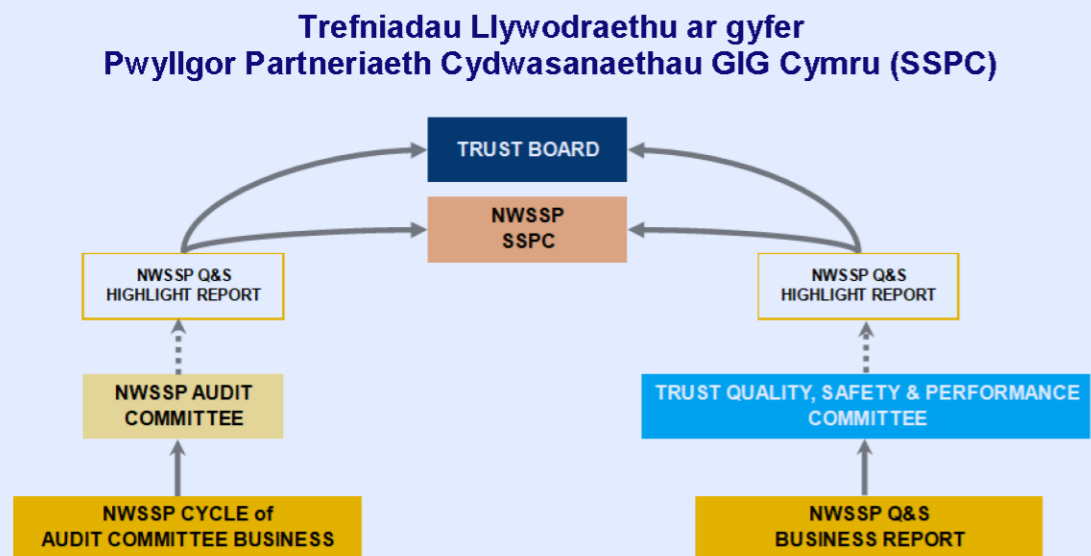 Trefniadau Llywodraethu ar gyfer
Pwyllgor Partneriaeth Cydwasanaethau GIG Cymru (SSPC)
TRUST BOARD
NWSSP
SSPC
NWSSP Q&S
HIGHLIGHT REPORT
NWSSP Q&S
HIGHLIGHT REPORT
NWSSP AUDIT
COMMITTEE
TRUST QUALITY, SAFETY & PERFORMANCE
COMMITTEE
NWSSP CYCLE of
AUDIT COMMITTEE BUSINESS
NWSSP Q&S
BUSINESS REPORT